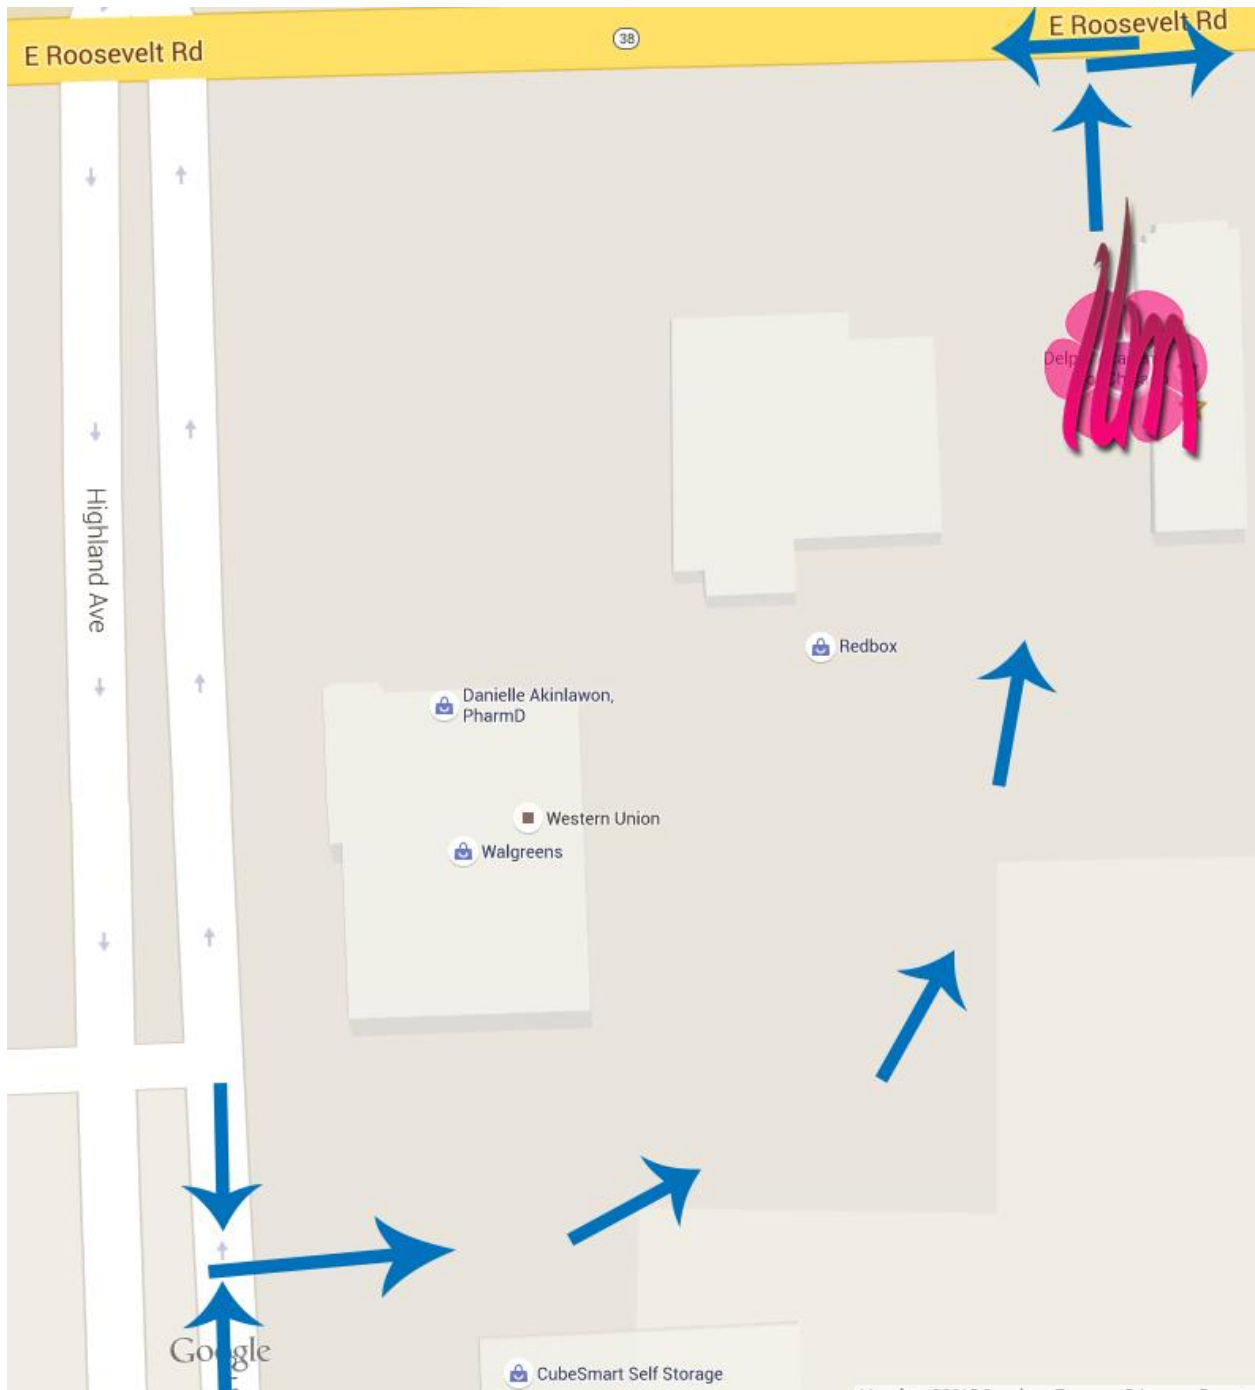 E Roosevelt Rd
E Roosevelt Rd
38
Highland Ave
Redbox
Danielle Akinlawon,
PharmD
Western Union
Walgreens
Google
CubeSmart Self Storage